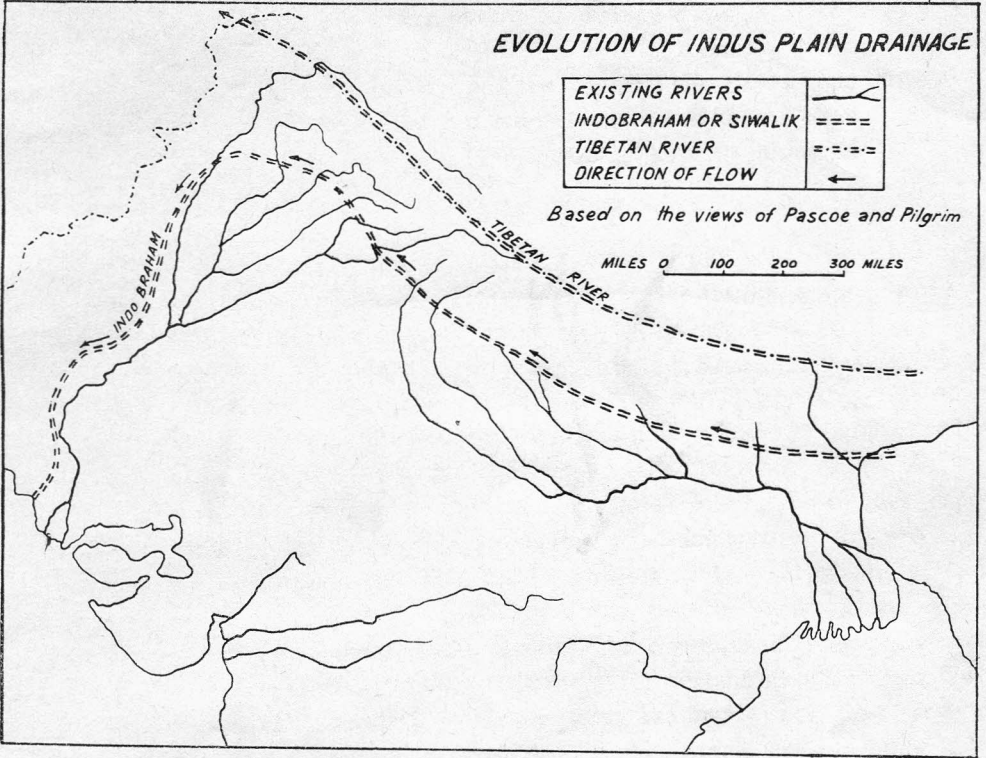 EVOLUTION OF INDUS PLAIN DRAINAGE
EXISTING RIVERS
INDOBRAHAM OR SIWALIK
TIBETAN RIVER
DIRECTION OF FLOW
Based on the views of Pascoe and Pilgrim
MILES 0 100 200 300 MILES
TIBETAN RIVER
INDO BRAHAM